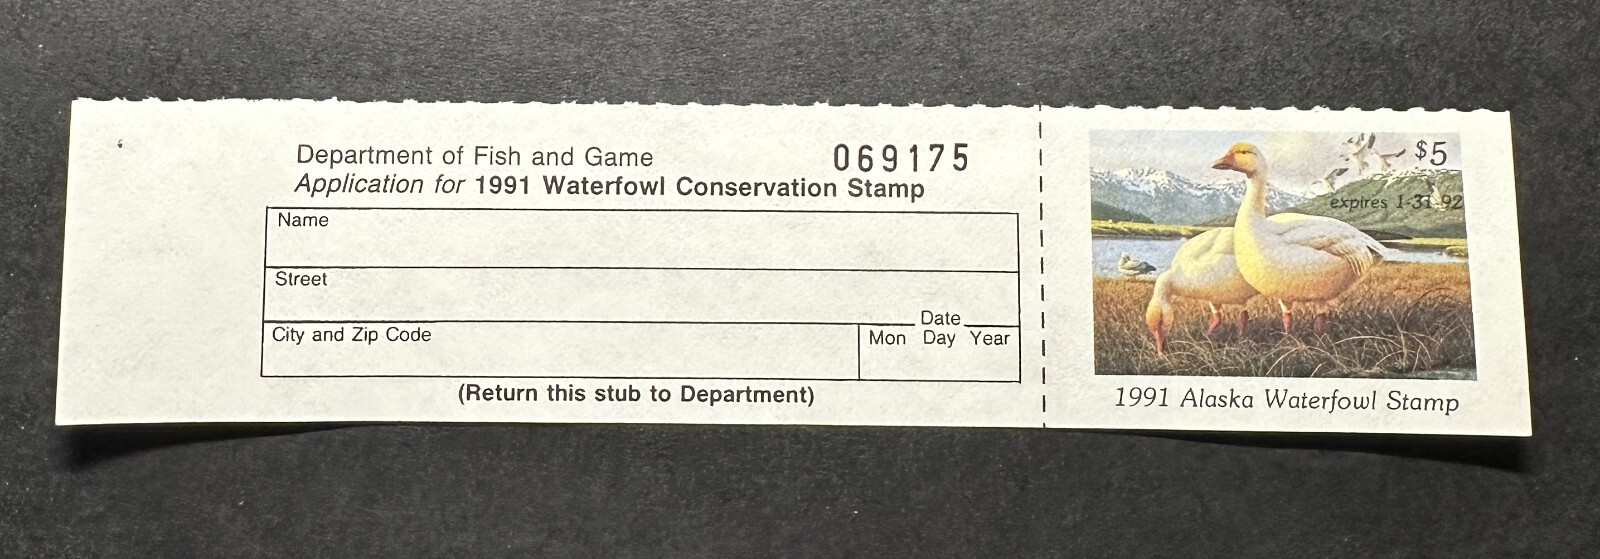 Department of Fish and Game
069175
Application for 1991 Waterfowl Conservation Stamp
Name
Street
City and Zip Code
Date
Mon Day Year
(Return this stub to Department)
$5
expires 1-31-92
1991 Alaska Waterfowl Stamp